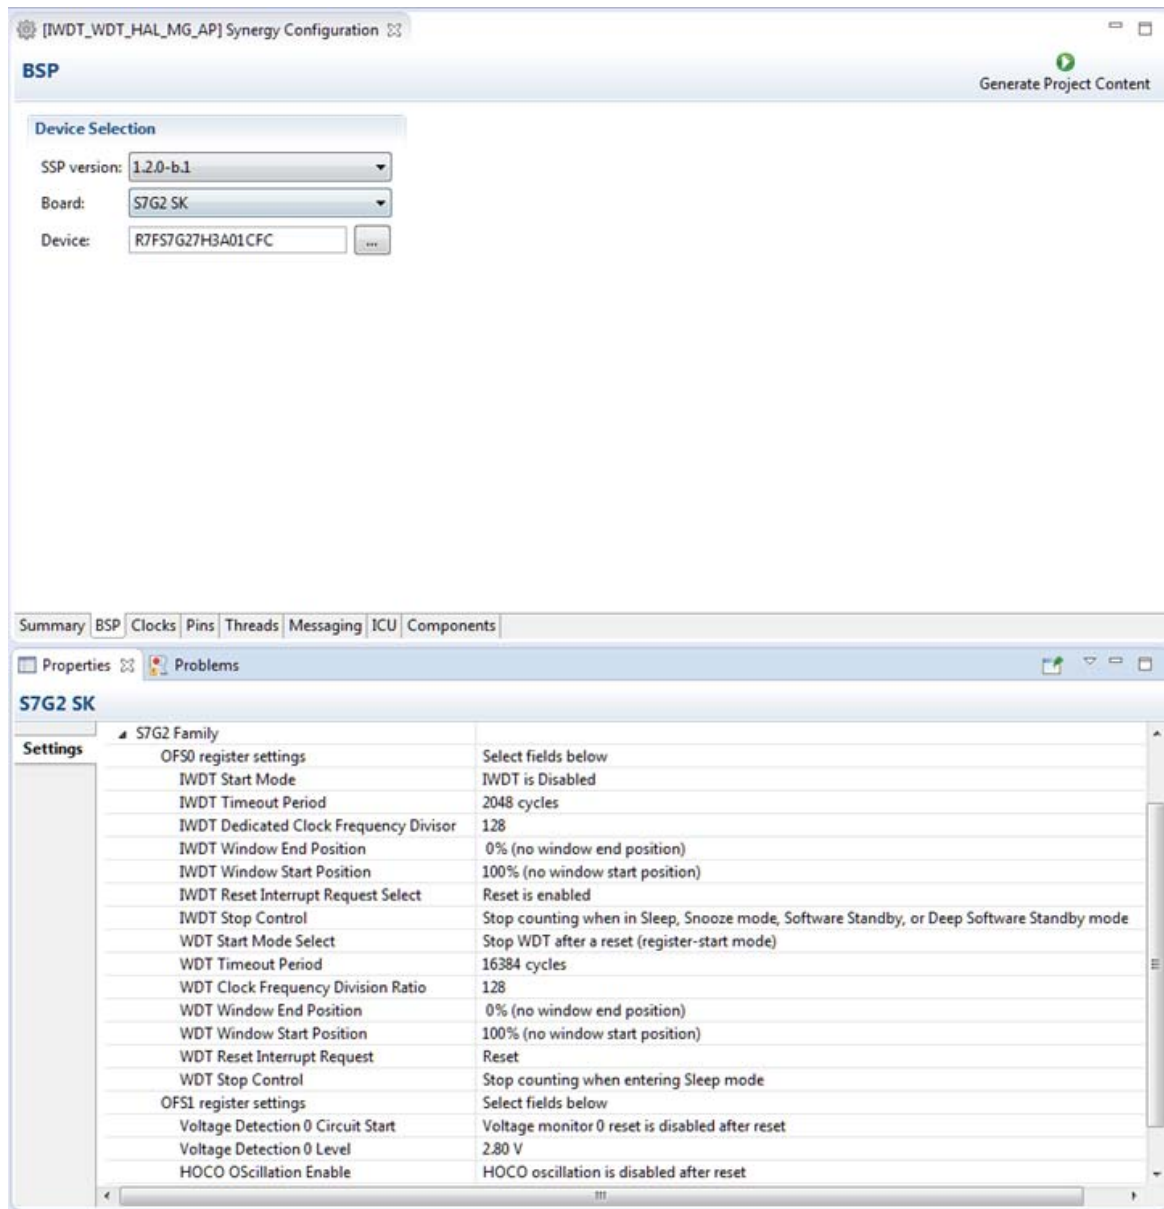 [IWDT_WDT_HAL_MG_AP] Synergy Configuration
BSP
Generate Project Content
Device Selection
SSP version: 1.2.0-b.1
Board: S7G2 SK
Device: R7FS7G27H3A01CFC ...
Summary BSP Clocks Pins Threads Messaging ICU Components
Properties Problems
S7G2 SK
Settings
S7G2 Family
OFS0 register settings Select fields below
IWDT Start Mode IWDT is Disabled
IWDT Timeout Period 2048 cycles
IWDT Dedicated Clock Frequency Divisor 128
IWDT Window End Position 0% (no window end position)
IWDT Window Start Position 100% (no window start position)
IWDT Reset Interrupt Request Select Reset is enabled
IWDT Stop Control Stop counting when in Sleep, Snooze mode, Software Standby, or Deep Software Standby mode
WDT Start Mode Select Stop WDT after a reset (register-start mode)
WDT Timeout Period 16384 cycles
WDT Clock Frequency Division Ratio 128
WDT Window End Position 0% (no window end position)
WDT Window Start Position 100% (no window start position)
WDT Reset Interrupt Request Reset
WDT Stop Control Stop counting when entering Sleep mode
OFS1 register settings Select fields below
Voltage Detection 0 Circuit Start Voltage monitor 0 reset is disabled after reset
Voltage Detection 0 Level 2.80 V
HOCO OScillation Enable HOCO oscillation is disabled after reset